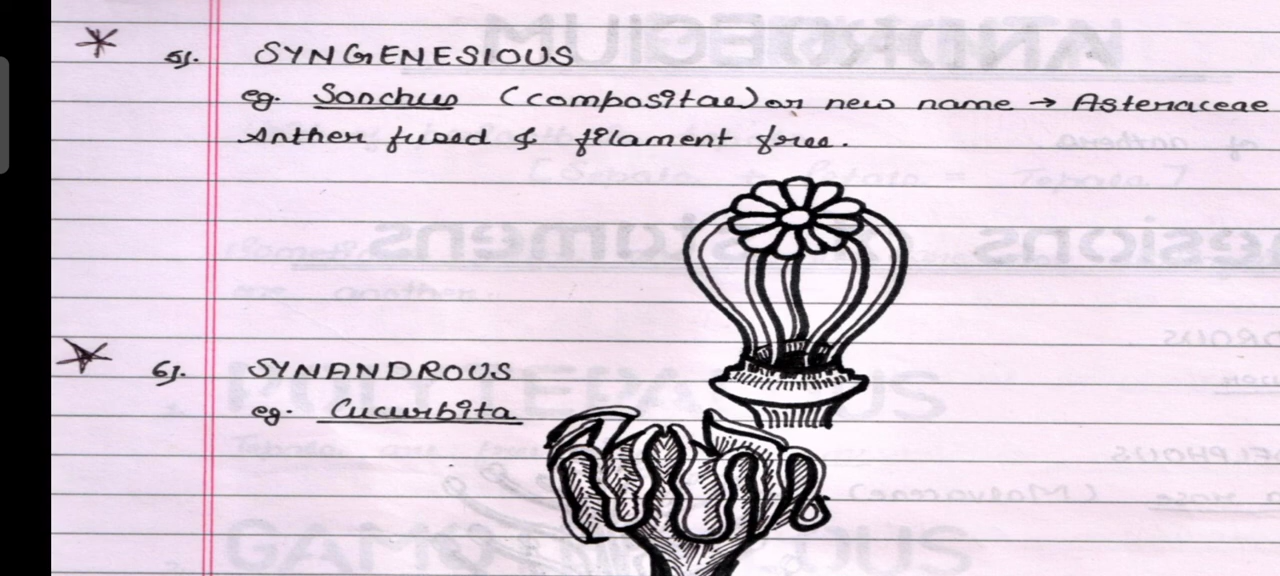 5). SYNGENESIOUS
eg. Sonchus (compositae) or new name → Asteraceae
Anther fused & filament free.
6). SYNANDROUS
eg. Cucurbita